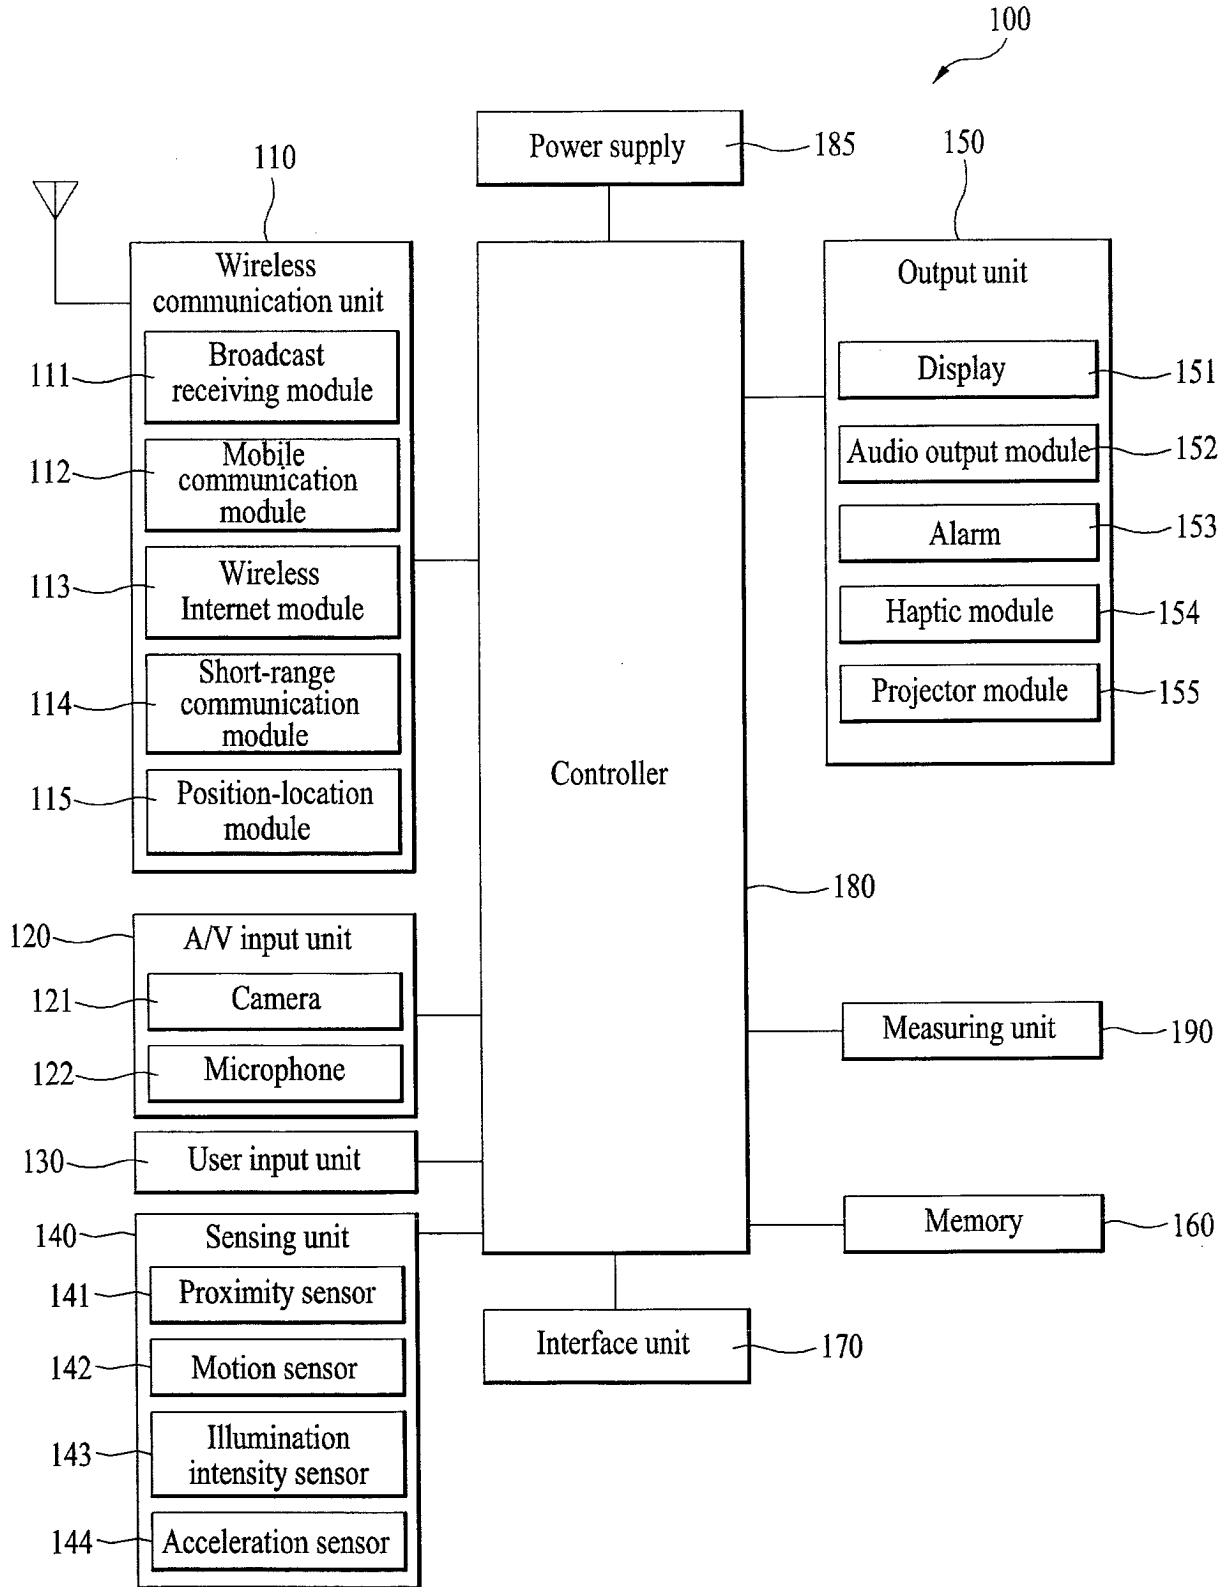 100
Power supply
185
150
110
Wireless
communication unit
111
Broadcast
receiving module
112
Mobile
communication
module
113
Wireless
Internet module
114
Short-range
communication
module
115
Position-location
module
Output unit
Display
151
Audio output module
152
Alarm
153
Haptic module
154
Projector module
155
Controller
180
120
A/V input unit
121
Camera
122
Microphone
130
User input unit
140
Sensing unit
141
Proximity sensor
142
Motion sensor
143
Illumination
intensity sensor
144
Acceleration sensor
Measuring unit
190
Memory
160
Interface unit
170